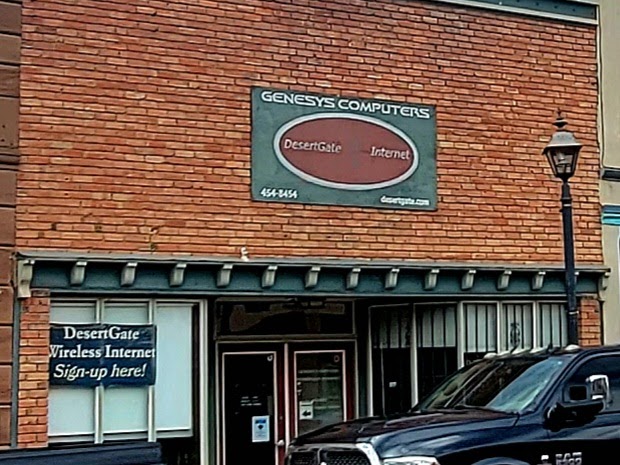 GENESYS COMPUTERS
DesertGate Internet
454-8454 desertgate.com
DesertGate
Wireless Internet
Sign-up here!